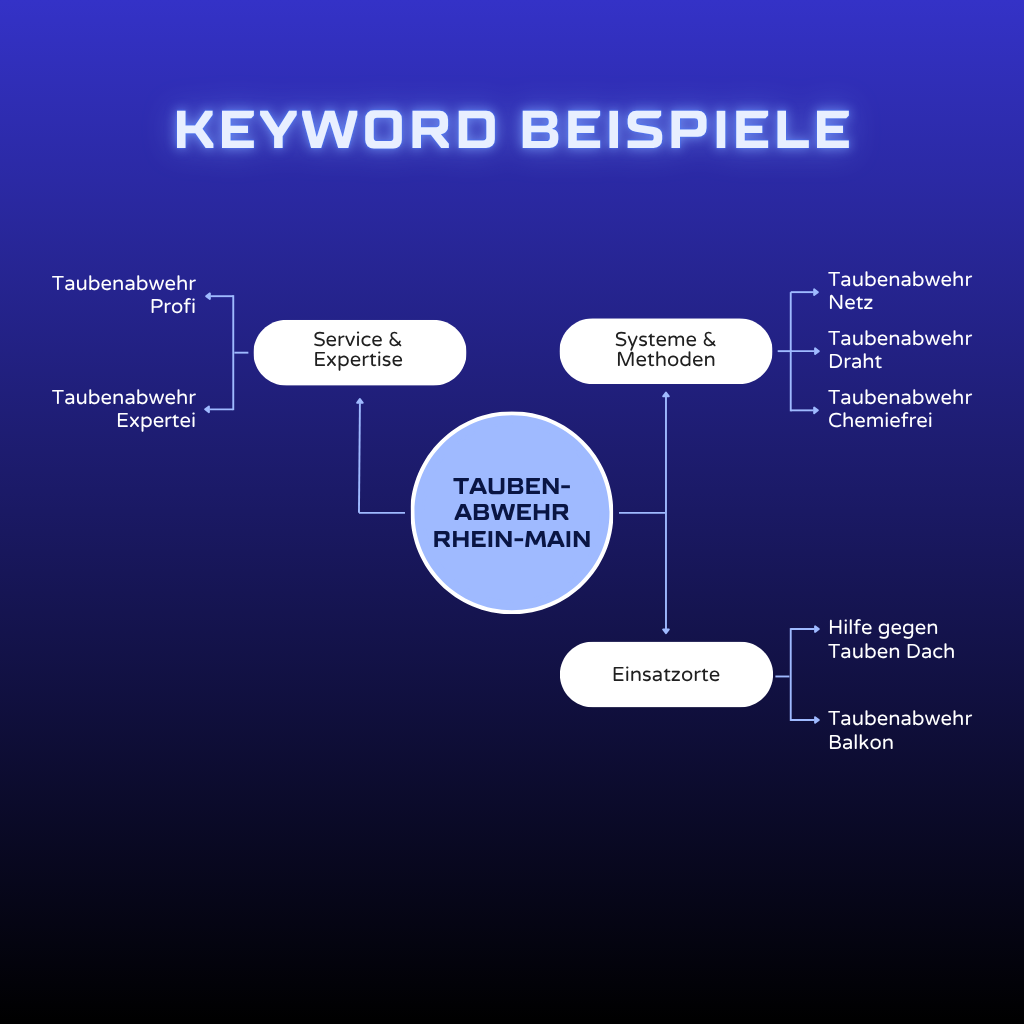 KEYWORD BEISPIELE
Taubenabwehr
Profi
Taubenabwehr
Expertei
Service &
Expertise
Systeme &
Methoden
Taubenabwehr
Netz
Taubenabwehr
Draht
Taubenabwehr
Chemiefrei
TAUBEN-
ABWEHR
RHEIN-MAIN
Einsatzorte
Hilfe gegen
Tauben Dach
Taubenabwehr
Balkon